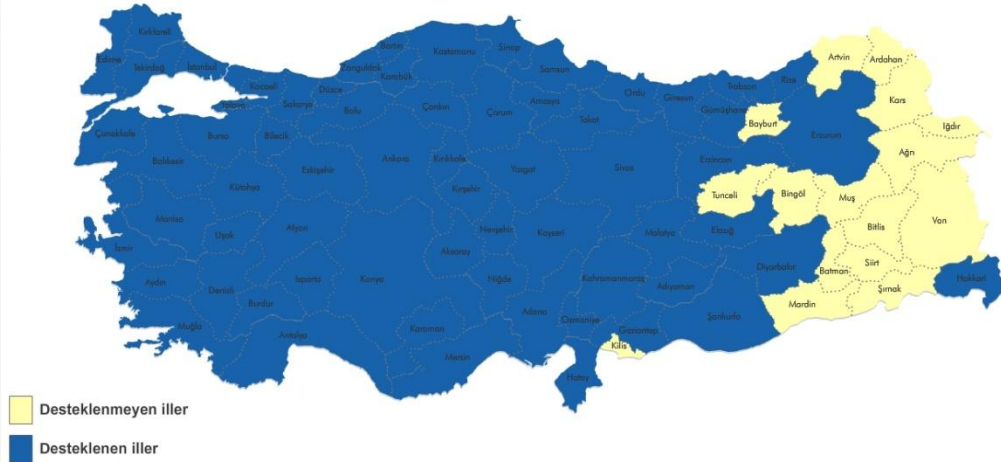 Kırklareli
Edirne
Tekirdağ
İstanbul
Kocaeli
Yalova
Sakarya
Düzce
Zonguldak
Bartın
Karabük
Kastamonu
Sinop
Samsun
Ordu
Giresun
Trabzon
Rize
Artvin
Ardahan
Kars
Iğdır
Ağrı
Erzurum
Bayburt
Gümüşhane
Çanakkale
Balıkesir
Bursa
Bilecik
Bolu
Çankırı
Çorum
Amasya
Tokat
Sivas
Erzincan
Eskişehir
Ankara
Kırıkkale
Yozgat
Kütahya
Kırşehir
Tunceli
Bingöl
Muş
Bitlis
Van
Manisa
Uşak
Afyon
Nevşehir
Kayseri
Malatya
Elazığ
İzmir
Aksaray
Aydın
Denizli
Isparta
Konya
Niğde
Kahramanmaraş
Adıyaman
Diyarbakır
Batman
Siirt
Şırnak
Hakkari
Burdur
Muğla
Antalya
Karaman
Mersin
Adana
Osmaniye
Gaziantep
Şanlıurfa
Mardin
Kilis
Hatay
Desteklenmeyen iller
Desteklenen iller